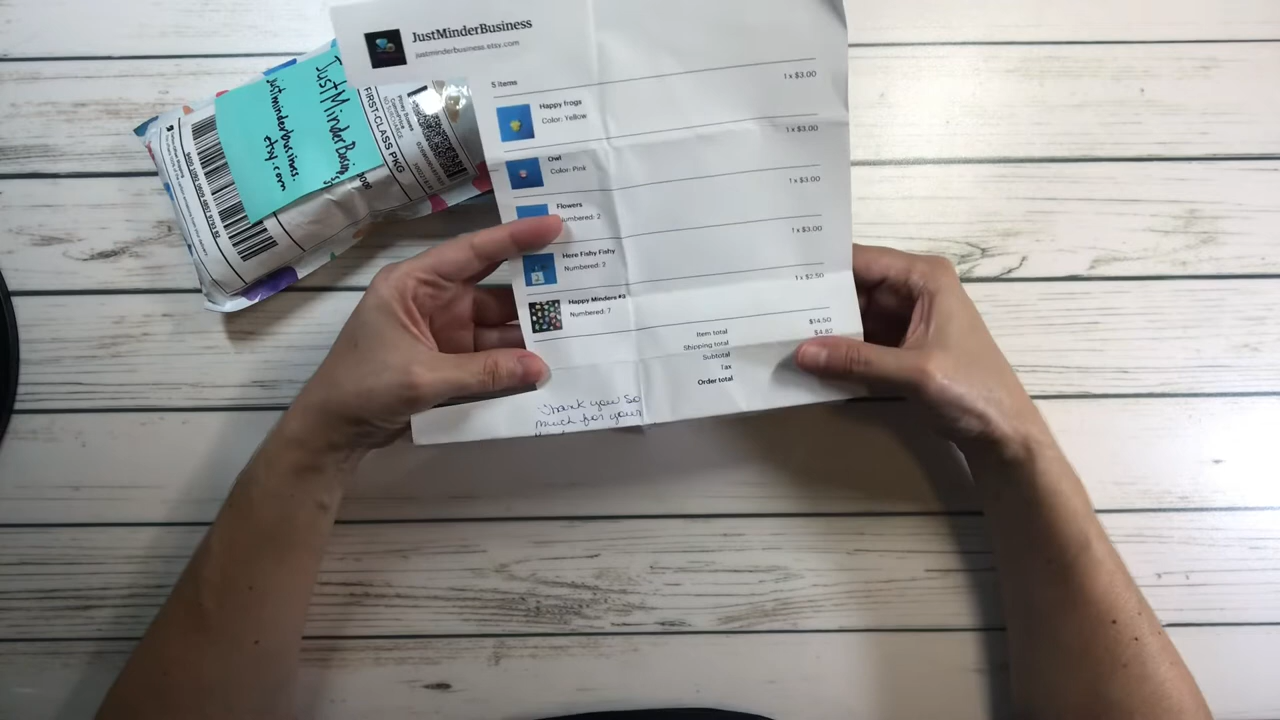 JustMinderBusiness
justminderbusiness.etsy.com
5 items
1 x $3.00
Happy frogs
Color: Yellow
1 x $3.00
Owl
Color: Pink
1 x $3.00
Flowers
Numbered: 2
1 x $3.00
Here Fishy Fishy
Numbered: 2
1 x $2.50
Happy Minders #3
Numbered: 7
Item total $14.50
Shipping total $4.82
Subtotal
Tax
Order total
Thank you so
much for your
JustMinderBusiness
justminderbusiness.
etsy.com
FIRST-CLASS PKG